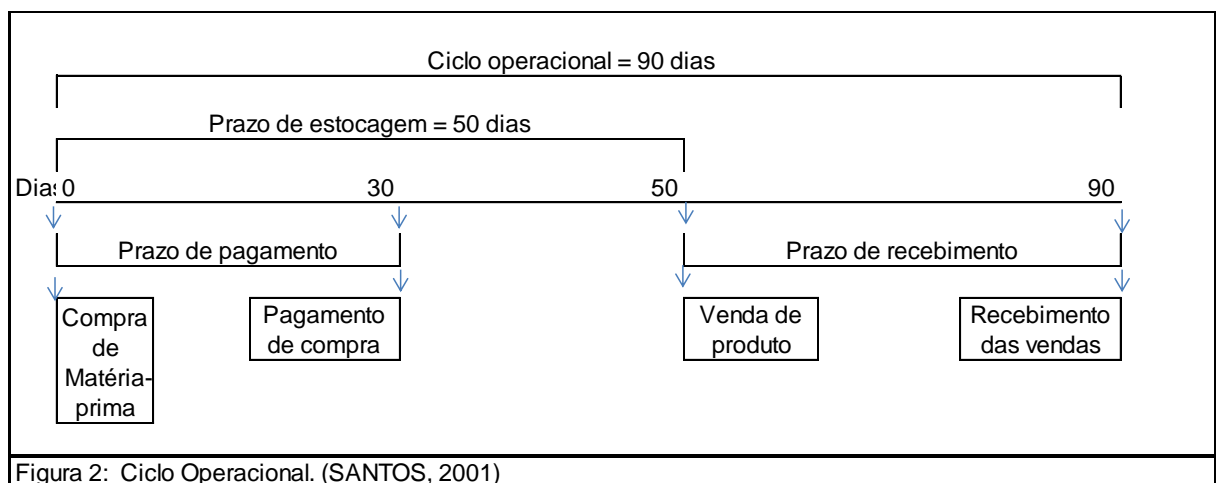 Ciclo operacional = 90 dias
Prazo de estocagem = 50 dias
Dias 0 30 50 90
Prazo de pagamento Prazo de recebimento
Compra
de
Matéria-
prima
Pagamento
de compra
Venda de
produto
Recebimento
das vendas
Figura 2: Ciclo Operacional. (SANTOS, 2001)